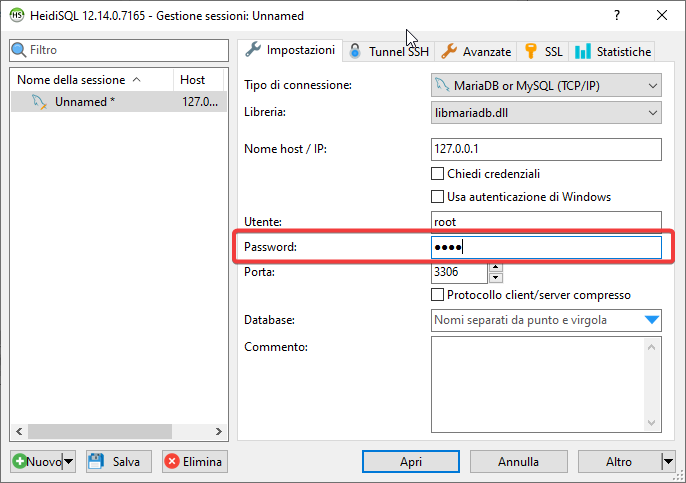 HS HeidiSQL 12.14.0.7165 - Gestione sessioni: Unnamed
Filtro
Nome della sessione Host
Unnamed * 127.0...
Impostazioni Tunnel SSH Avanzate SSL Statistiche
Tipo di connessione: MariaDB or MySQL (TCP/IP)
Libreria: libmariadb.dll
Nome host / IP: 127.0.0.1
Chiedi credenziali
Usa autenticazione di Windows
Utente: root
Password: ●●●●
Porta: 3306
Protocollo client/server compresso
Database: Nomi separati da punto e virgola
Commento:
Nuovo Salva Elimina Apri Annulla Altro